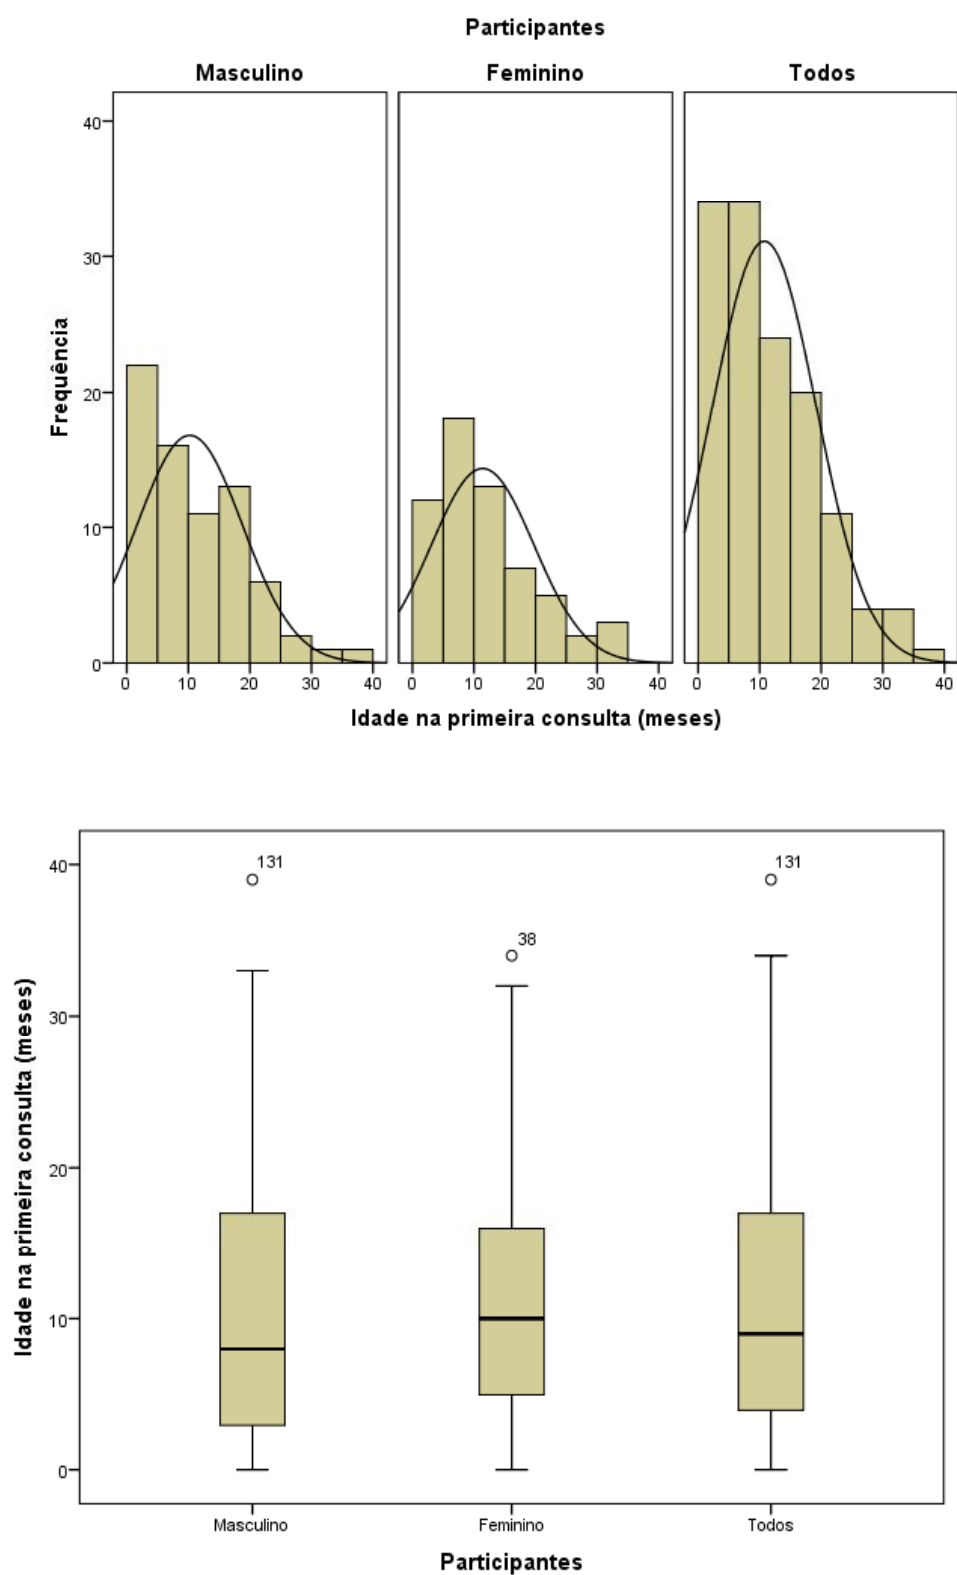 Participantes
Masculino Feminino Todos
Frequência
40
30
20
10
0
0 10 20 30 40 0 10 20 30 40 0 10 20 30 40
Idade na primeira consulta (meses)
Idade na primeira consulta (meses)
40
30
20
10
0
131 38 131
Masculino Feminino Todos
Participantes